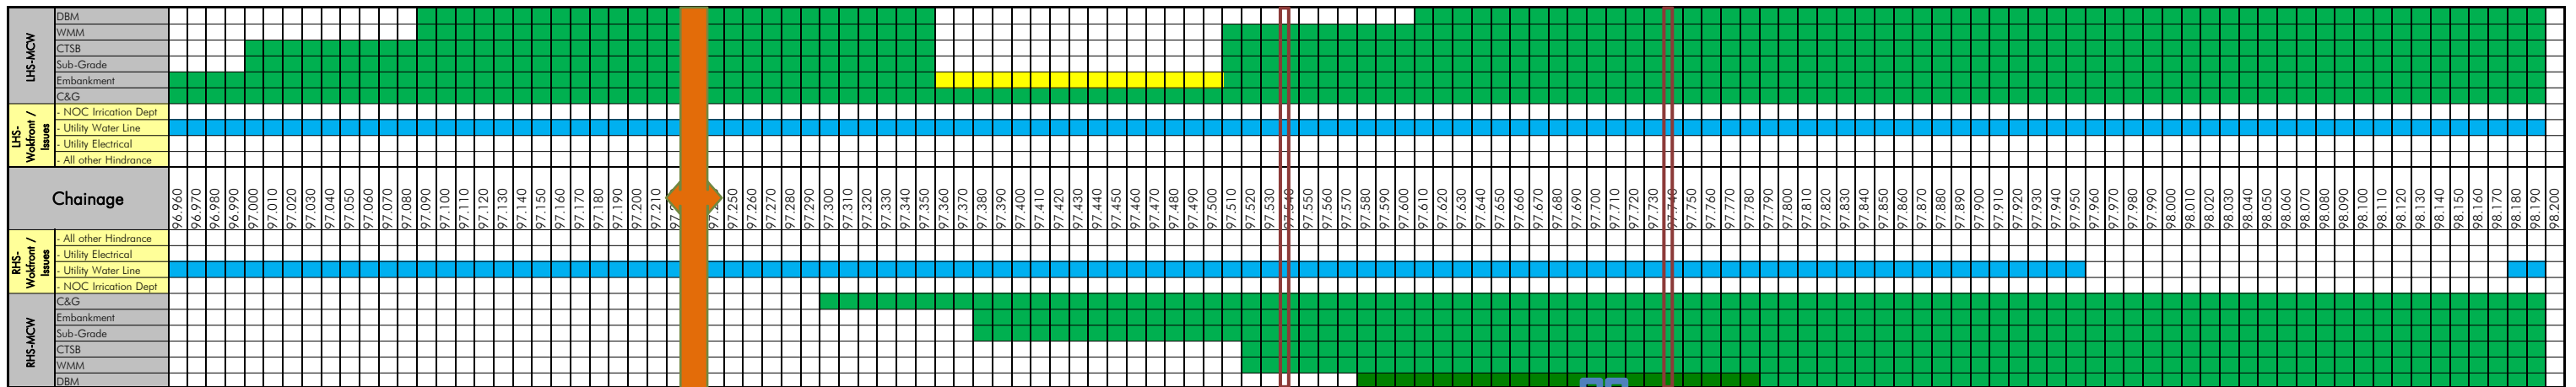 LHS-MCW
DBM
WMM
CTSB
Sub-Grade
Embankment
C&G
LHS-
Wokfront /
Issues
- NOC Irrication Dept
- Utility Water Line
- Utility Electrical
- All other Hindrance
Chainage
96.960 96.970 96.980 96.990 97.000 97.010 97.020 97.030 97.040 97.050 97.060 97.070 97.080 97.090 97.100 97.110 97.120 97.130 97.140 97.150 97.160 97.170 97.180 97.190 97.200 97.210 97.250 97.260 97.270 97.280 97.290 97.300 97.310 97.320 97.330 97.340 97.350 97.360 97.370 97.380 97.390 97.400 97.410 97.420 97.430 97.440 97.450 97.460 97.470 97.480 97.490 97.500 97.510 97.520 97.530 97.540 97.550 97.560 97.570 97.580 97.590 97.600 97.610 97.620 97.630 97.640 97.650 97.660 97.670 97.680 97.690 97.700 97.710 97.720 97.730 97.740 97.750 97.760 97.770 97.780 97.790 97.800 97.810 97.820 97.830 97.840 97.850 97.860 97.870 97.880 97.890 97.900 97.910 97.920 97.930 97.940 97.950 97.960 97.970 97.980 97.990 98.000 98.010 98.020 98.030 98.040 98.050 98.060 98.070 98.080 98.090 98.100 98.110 98.120 98.130 98.140 98.150 98.160 98.170 98.180 98.190 98.200
RHS-
Wokfront /
Issues
- All other Hindrance
- Utility Electrical
- Utility Water Line
- NOC Irrication Dept
RHS-MCW
C&G
Embankment
Sub-Grade
CTSB
WMM
DBM